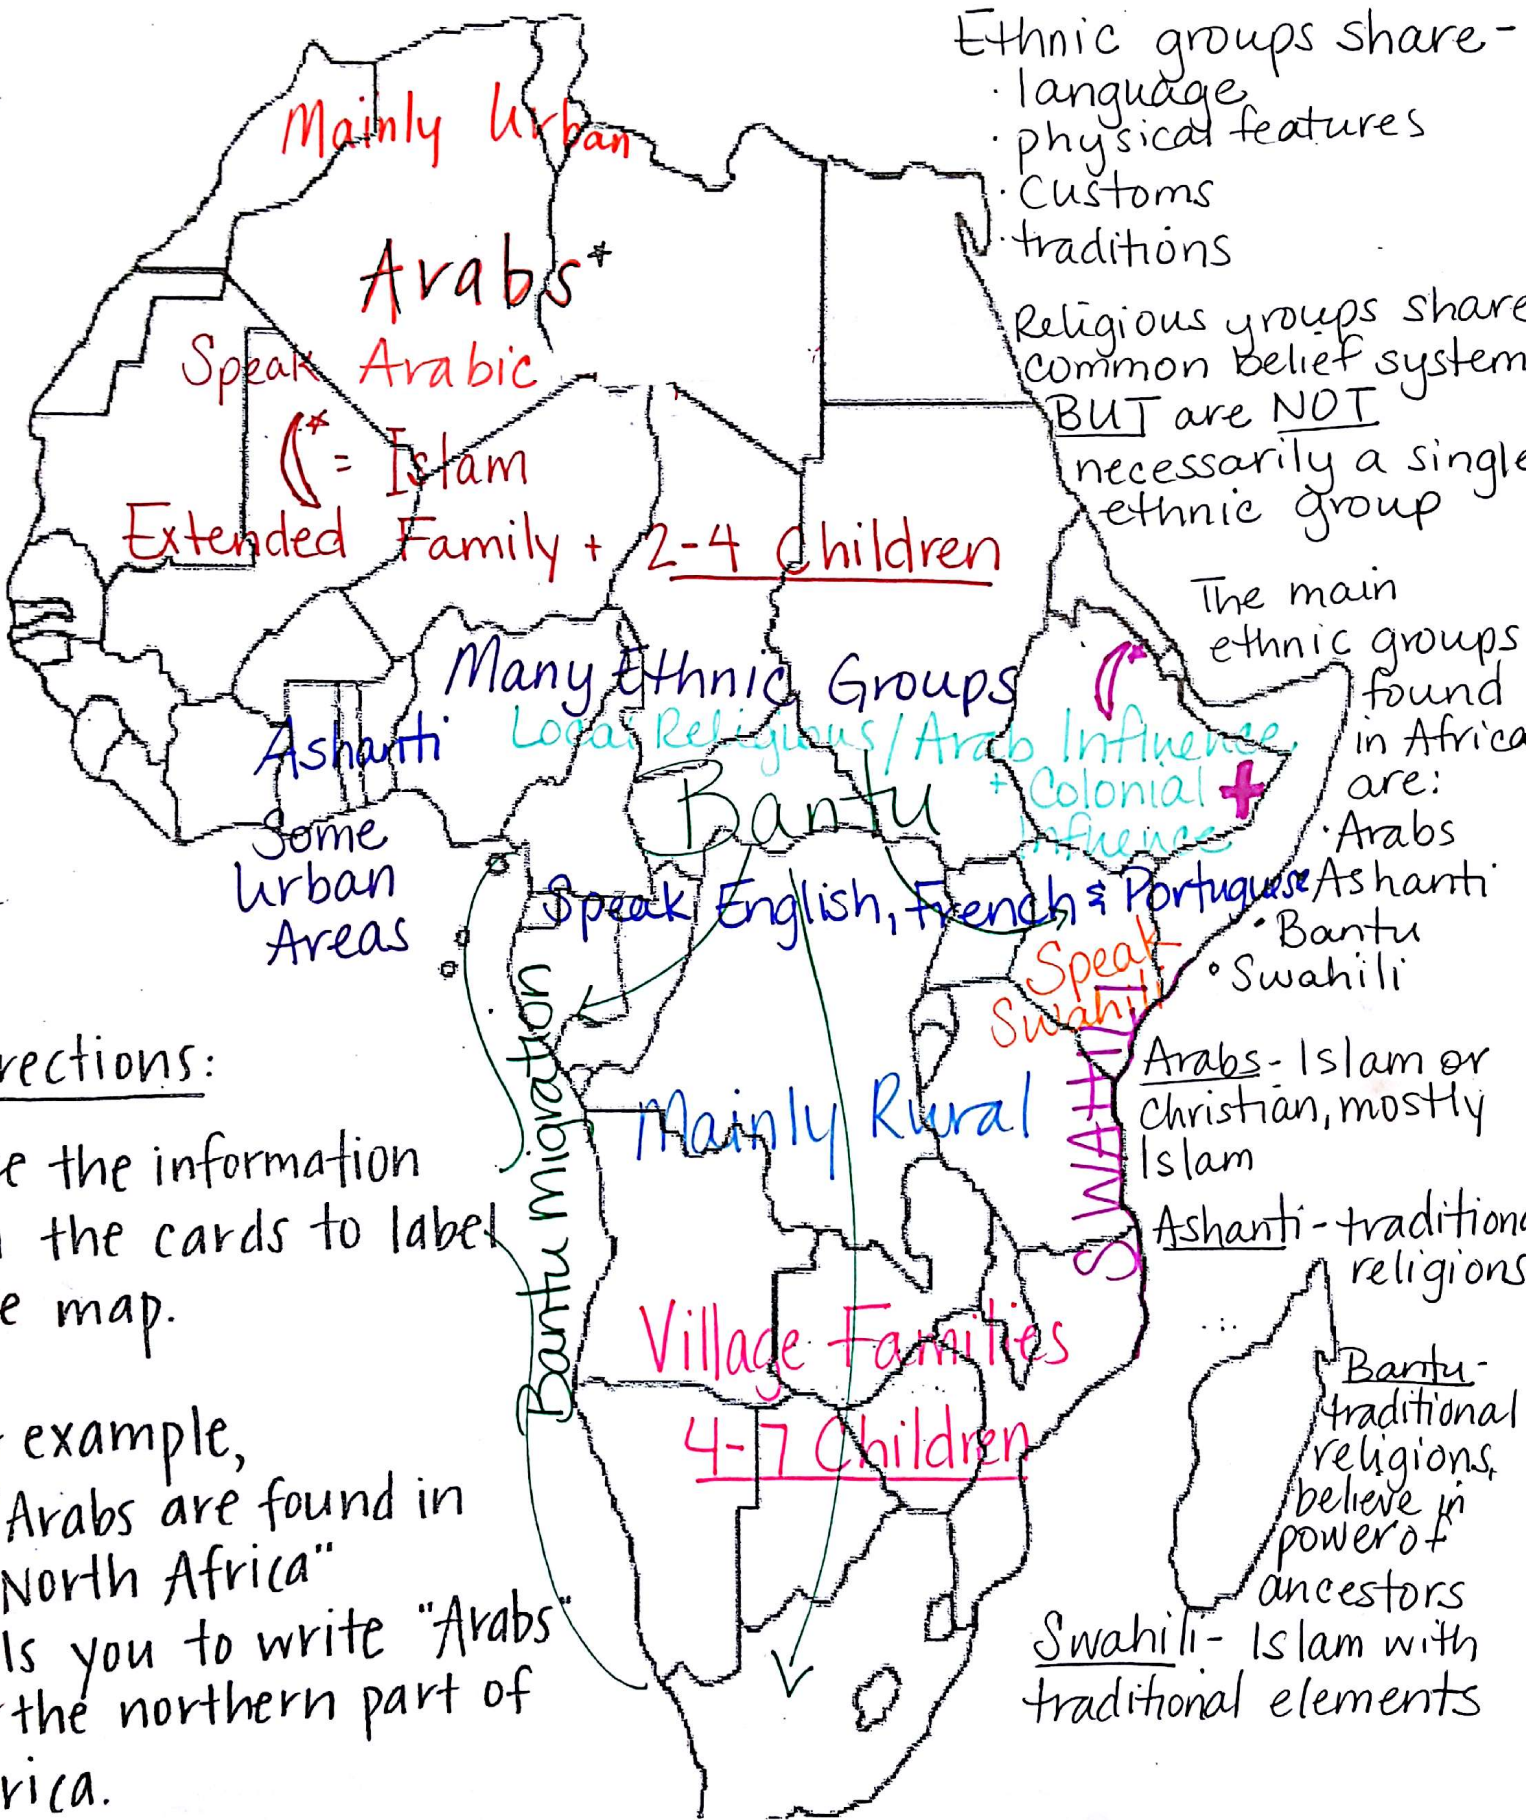 Mainly Urban
Arabs*
Speak Arabic
= Islam
Extended Family + 2-4 Children
Many Ethnic Groups
Ashanti
Local Religious/Arab Influence
+ Colonial
Influence
Bantu
Some
Urban
Areas
Speak English, French & Portuguese
Speak
Swahili
SWAHILI
Bantu migration
Mainly Rural
Village Families
4-7 Children
Ethnic groups share-
· language
· physical features
· Customs
· traditions
Religious groups share
common belief system
BUT are NOT
necessarily a single
ethnic group
The main
ethnic groups
found
in Africa
are:
· Arabs
Ashanti
· Bantu
· Swahili
Arabs- Islam or
Christian, mostly
Islam
Ashanti-traditiona
religions
Bantu-
traditional
religions,
believe in
power of
ancestors
Swahili- Islam with
traditional elements
rections:
e the information
the cards to label
e map.
example,
Arabs are found in
North Africa"
ls you to write "Arabs"
the northern part of
rica.